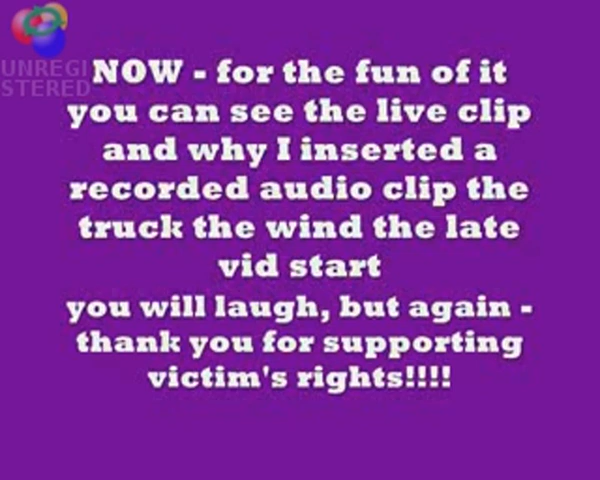 UNREGI
STERED
NOW - for the fun of it
you can see the live clip
and why I inserted a
recorded audio clip the
truck the wind the late
vid start
you will laugh, but again -
thank you for supporting
victim's rights!!!!